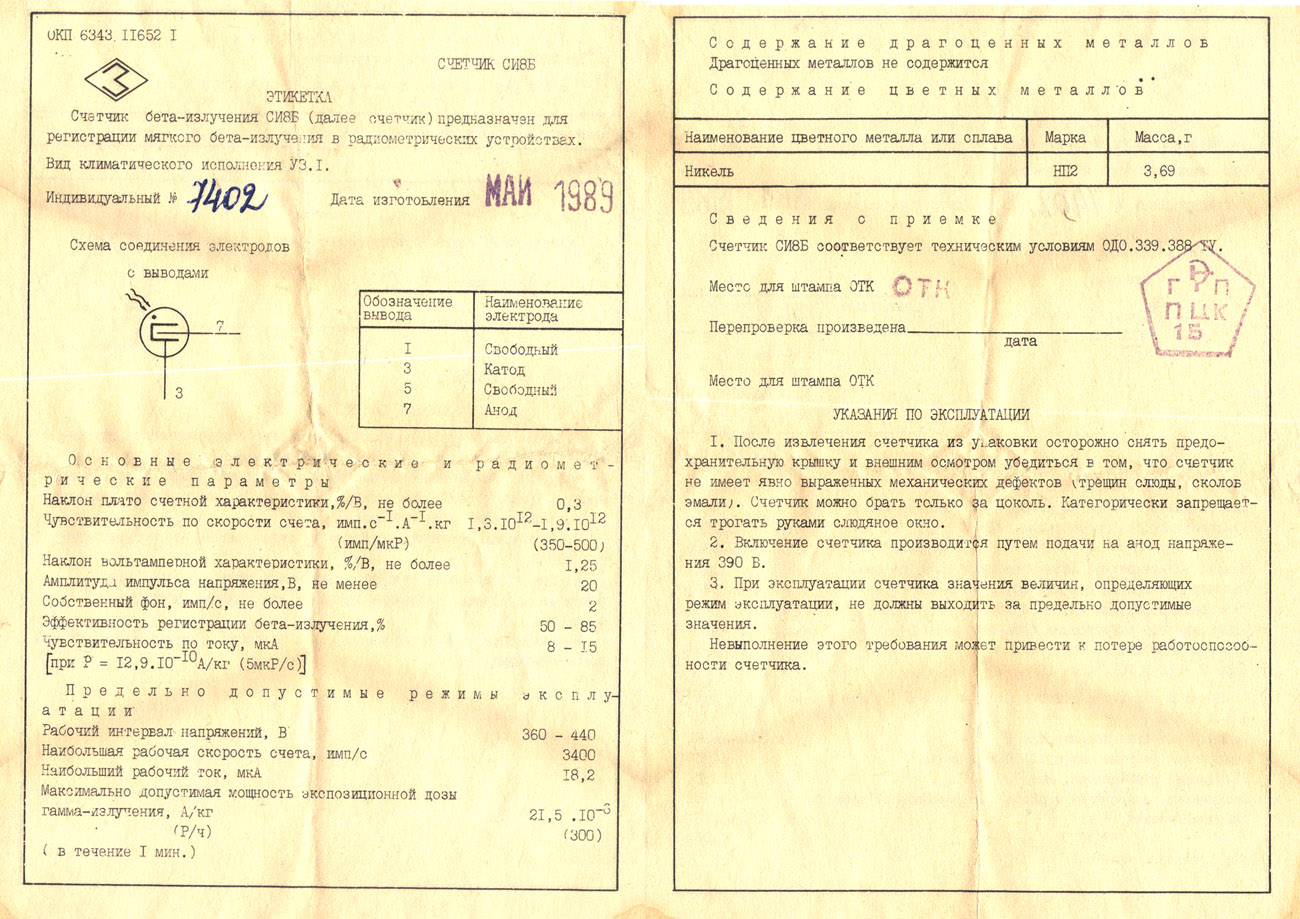 ОКП 6343 II652 I
СЧЕТЧИК СИ8Б
ЭТИКЕТКА
Счетчик бета-излучения СИ8Б (далее счетчик) предназначен для
регистрации мягкого бета-излучения в радиометрических устройствах.
Вид климатического исполнения УЗ.I.
Индивидуальный № 7402 Дата изготовления МАЙ 1989
Схема соединения электродов
с выводами
7
3
Обозначение вывода | Наименование электрода
I Свободный
3 Катод
5 Свободный
7 Анод
Основные электрические и радиомет-
рические параметры
Наклон плато счетной характеристики,%/В, не более 0,3
Чувствительность по скорости счета, имп.с⁻ᴵ.А⁻ᴵ.кг I,3.I0ᴵ²-I,9.I0ᴵ²
(имп/мкР) (350-500)
Наклон вольтамперной характеристики, %/В, не более I,25
Амплитуда импульса напряжения,В, не менее 20
Собственный фон, имп/с, не более 2
Эффективность регистрации бета-излучения,% 50 - 85
Чувствительность по току, мкА 8 - I5
[при Р = I2,9.I0⁻ᴵ⁰А/кг (5мкР/с)]
Предельно допустимые режимы эксплу-
атации
Рабочий интервал напряжений, В 360 - 440
Наибольшая рабочая скорость счета, имп/с 3400
Наибольший рабочий ток, мкА I8,2
Максимально допустимая мощность экспозиционной дозы
гамма-излучения, А/кг 2I,5 .I0⁻⁶
(Р/ч) (300)
( в течение I мин.)
Содержание драгоценных металлов
Драгоценных металлов не содержится
Содержание цветных металлов
Наименование цветного металла или сплава | Марка | Масса,г
Никель | НП2 | 3,69
Сведения о приемке
Счетчик СИ8Б соответствует техническим условиям ОДО.339.388 ТУ.
Место для штампа ОТК ОТК
Г Р П
ПЦК
15
Перепроверка произведена
дата
Место для штампа ОТК
УКАЗАНИЯ ПО ЭКСПЛУАТАЦИИ
I. После извлечения счетчика из упаковки осторожно снять предо-
хранительную крышку и внешним осмотром убедиться в том, что счетчик
не имеет явно выраженных механических дефектов (трещин слюды, сколов
эмали). Счетчик можно брать только за цоколь. Категорически запрещает-
ся трогать руками слюдяное окно.
2. Включение счетчика производится путем подачи на анод напряже-
ния 390 В.
3. При эксплуатации счетчика значения величин, определяющих
режим эксплуатации, не должны выходить за предельно допустимые
значения.
Невыполнение этого требования может привести к потере работоспособ-
ности счетчика.